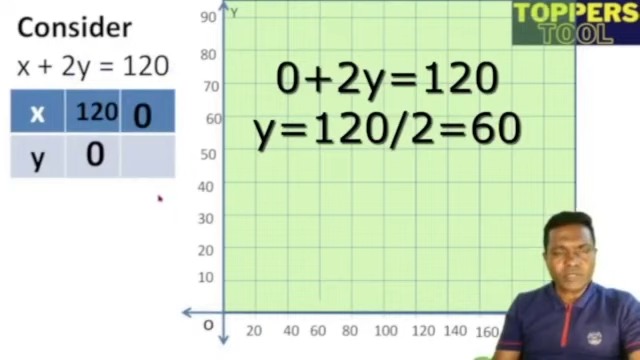 Consider
x + 2y = 120
x 120 0
y 0
0+2y=120
y=120/2=60
TOPPERS
TOOL
Y
90
80
70
60
50
40
30
20
10
O 20 40 60 80 100 120 140 160